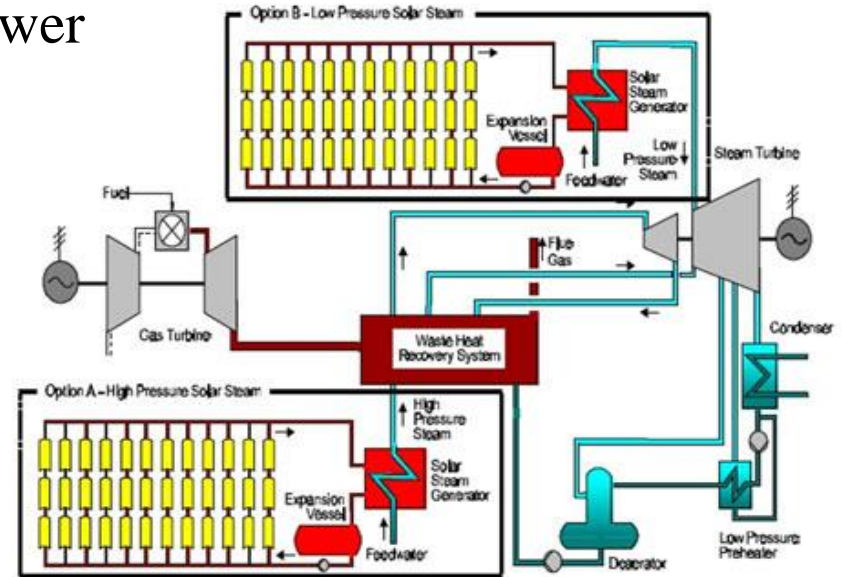 wer
Option B - Low Pressure Solar Steam
Solar
Steam
Generator
Expansion
Vessel
Feedwater
Low
Pressure
Steam
Steam Turbine
Fuel
Flue
Gas
Gas Turbine
Waste Heat
Recovery System
Condenser
Option A - High Pressure Solar Steam
High
Pressure
Steam
Solar
Steam
Generator
Expansion
Vessel
Feedwater
Deaerator
Low Pressure
Preheater